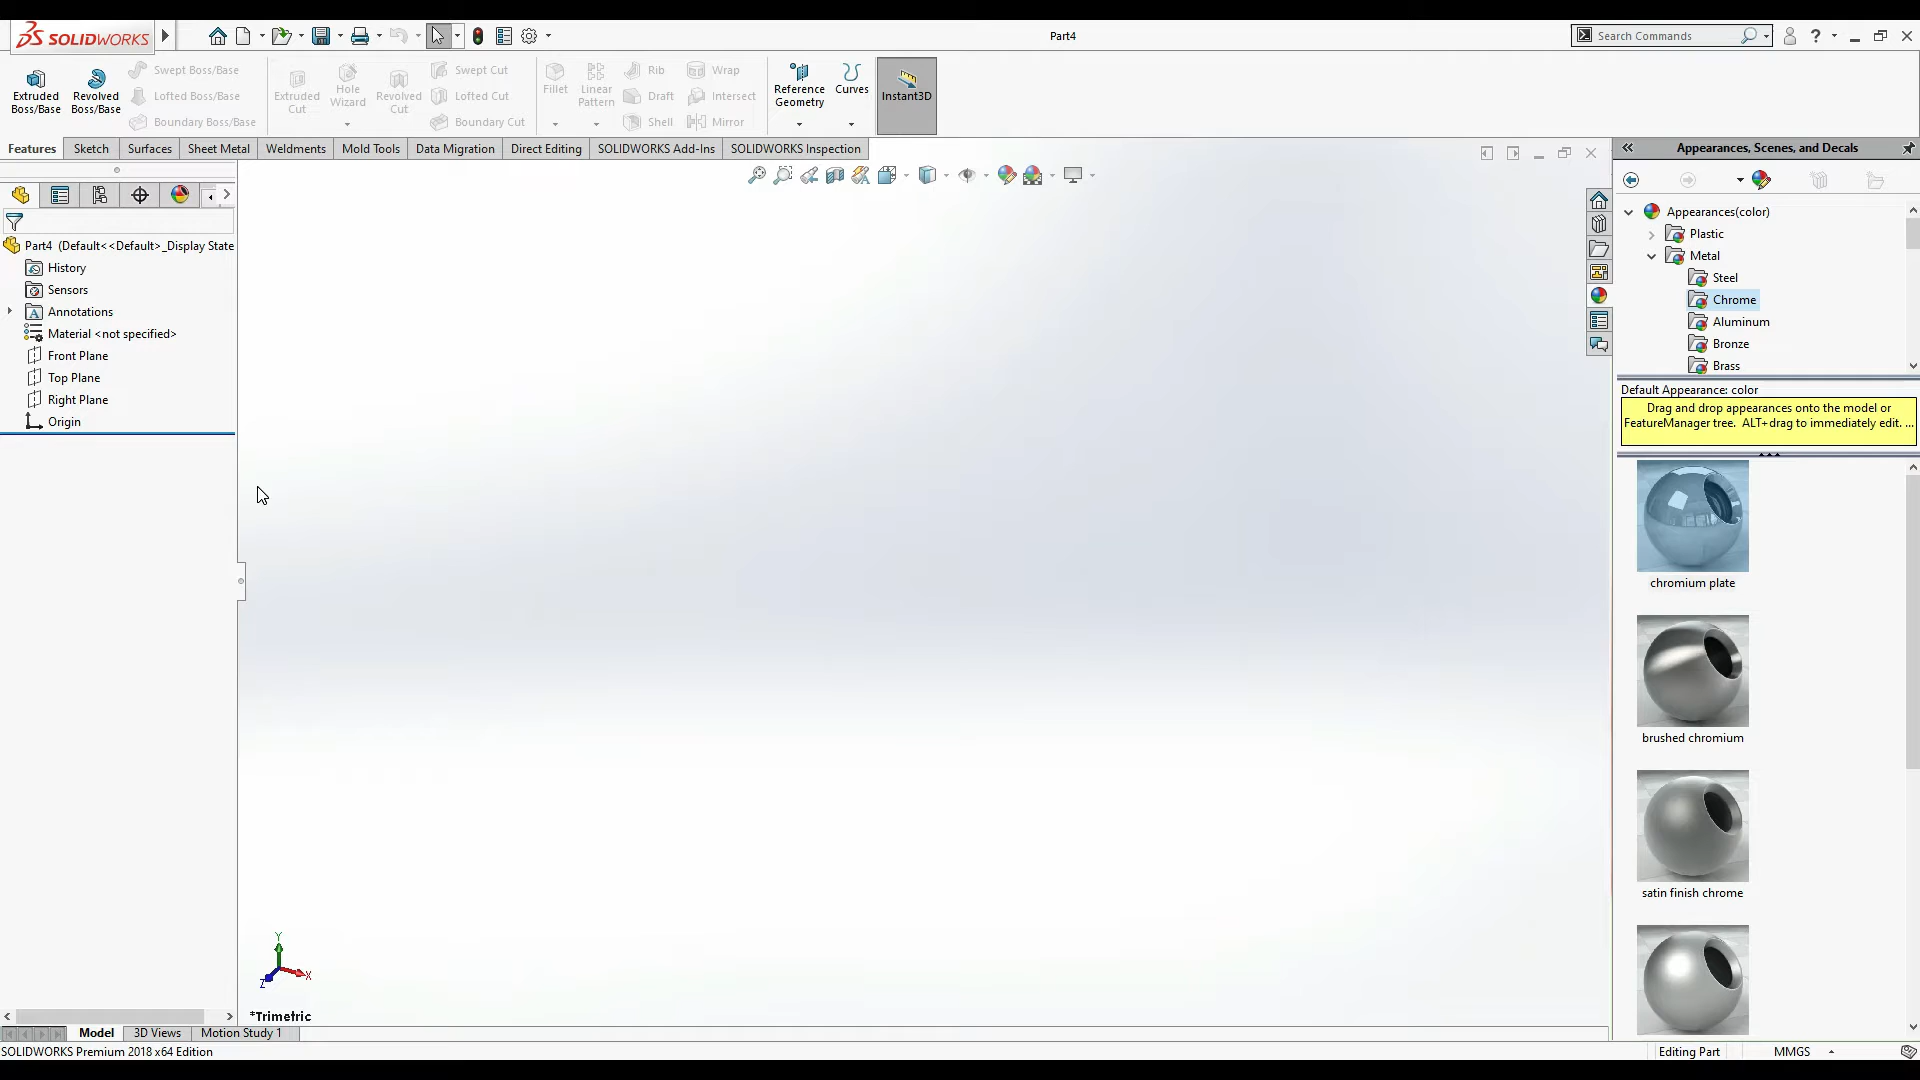 SOLIDWORKS
Part4
Search Commands
Extruded Boss/Base
Revolved Boss/Base
Swept Boss/Base
Lofted Boss/Base
Boundary Boss/Base
Extruded Cut
Hole Wizard
Revolved Cut
Swept Cut
Lofted Cut
Boundary Cut
Fillet
Linear Pattern
Rib
Draft
Shell
Wrap
Intersect
Mirror
Reference Geometry
Curves
Instant3D
Features
Sketch
Surfaces
Sheet Metal
Weldments
Mold Tools
Data Migration
Direct Editing
SOLIDWORKS Add-Ins
SOLIDWORKS Inspection
Part4 (Default<<Default>_Display State
History
Sensors
Annotations
Material <not specified>
Front Plane
Top Plane
Right Plane
Origin
Y
X
Z
*Trimetric
Appearances, Scenes, and Decals
Appearances(color)
Plastic
Metal
Steel
Chrome
Aluminum
Bronze
Brass
Default Appearance: color
Drag and drop appearances onto the model or
FeatureManager tree. ALT+drag to immediately edit. ...
chromium plate
brushed chromium
satin finish chrome
Model
3D Views
Motion Study 1
SOLIDWORKS Premium 2018 x64 Edition
Editing Part
MMGS